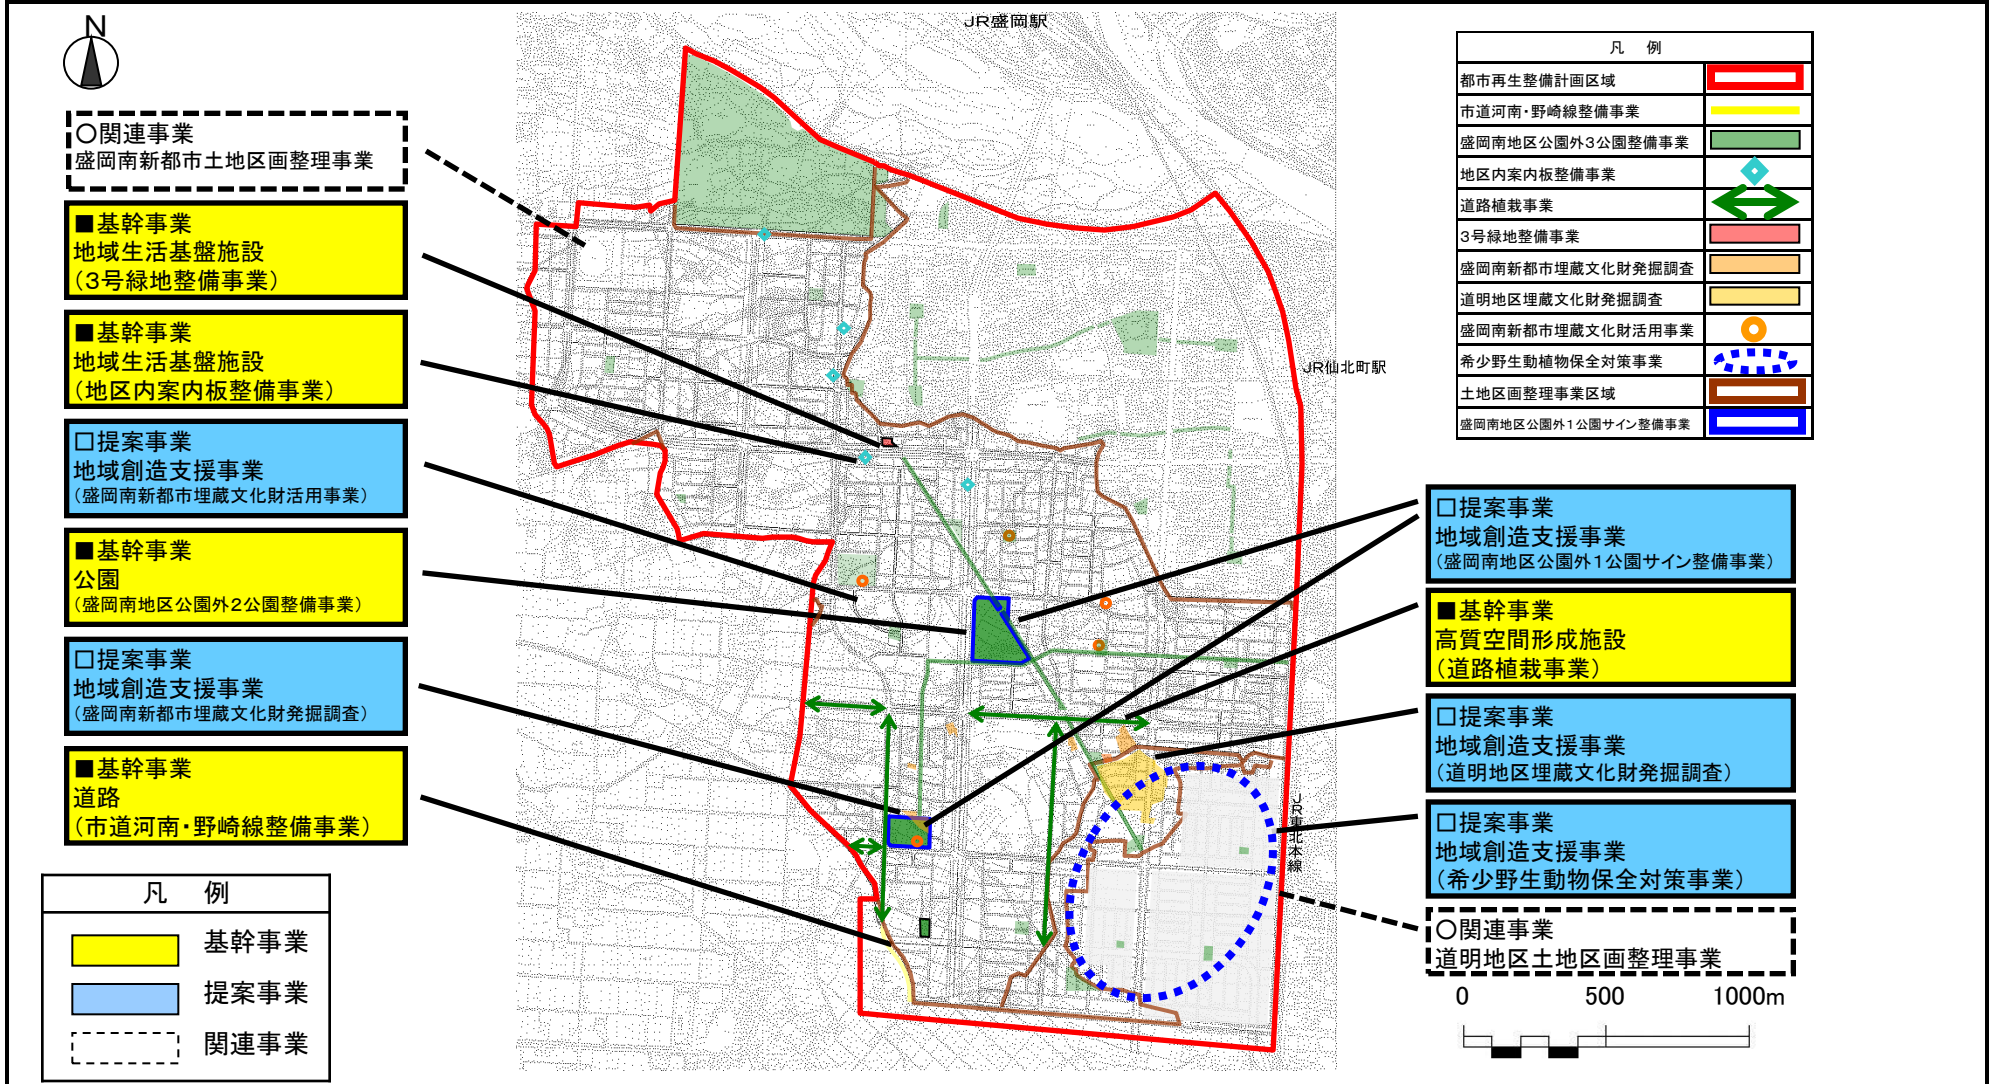 N
JR盛岡駅
○関連事業
盛岡南新都市土地区画整理事業
■基幹事業
地域生活基盤施設
(3号緑地整備事業)
■基幹事業
地域生活基盤施設
(地区内案内板整備事業)
□提案事業
地域創造支援事業
(盛岡南新都市埋蔵文化財活用事業)
■基幹事業
公園
(盛岡南地区公園外2公園整備事業)
□提案事業
地域創造支援事業
(盛岡南新都市埋蔵文化財発掘調査)
■基幹事業
道路
(市道河南・野崎線整備事業)
凡 例
基幹事業
提案事業
関連事業
JR仙北町駅
JR東北本線
凡 例
都市再生整備計画区域
市道河南・野崎線整備事業
盛岡南地区公園外3公園整備事業
地区内案内板整備事業
道路植栽事業
3号緑地整備事業
盛岡南新都市埋蔵文化財発掘調査
道明地区埋蔵文化財発掘調査
盛岡南新都市埋蔵文化財活用事業
希少野生動植物保全対策事業
土地区画整理事業区域
盛岡南地区公園外1公園サイン整備事業
□提案事業
地域創造支援事業
(盛岡南地区公園外1公園サイン整備事業)
■基幹事業
高質空間形成施設
(道路植栽事業)
□提案事業
地域創造支援事業
(道明地区埋蔵文化財発掘調査)
□提案事業
地域創造支援事業
(希少野生動物保全対策事業)
○関連事業
道明地区土地区画整理事業
0 500 1000m